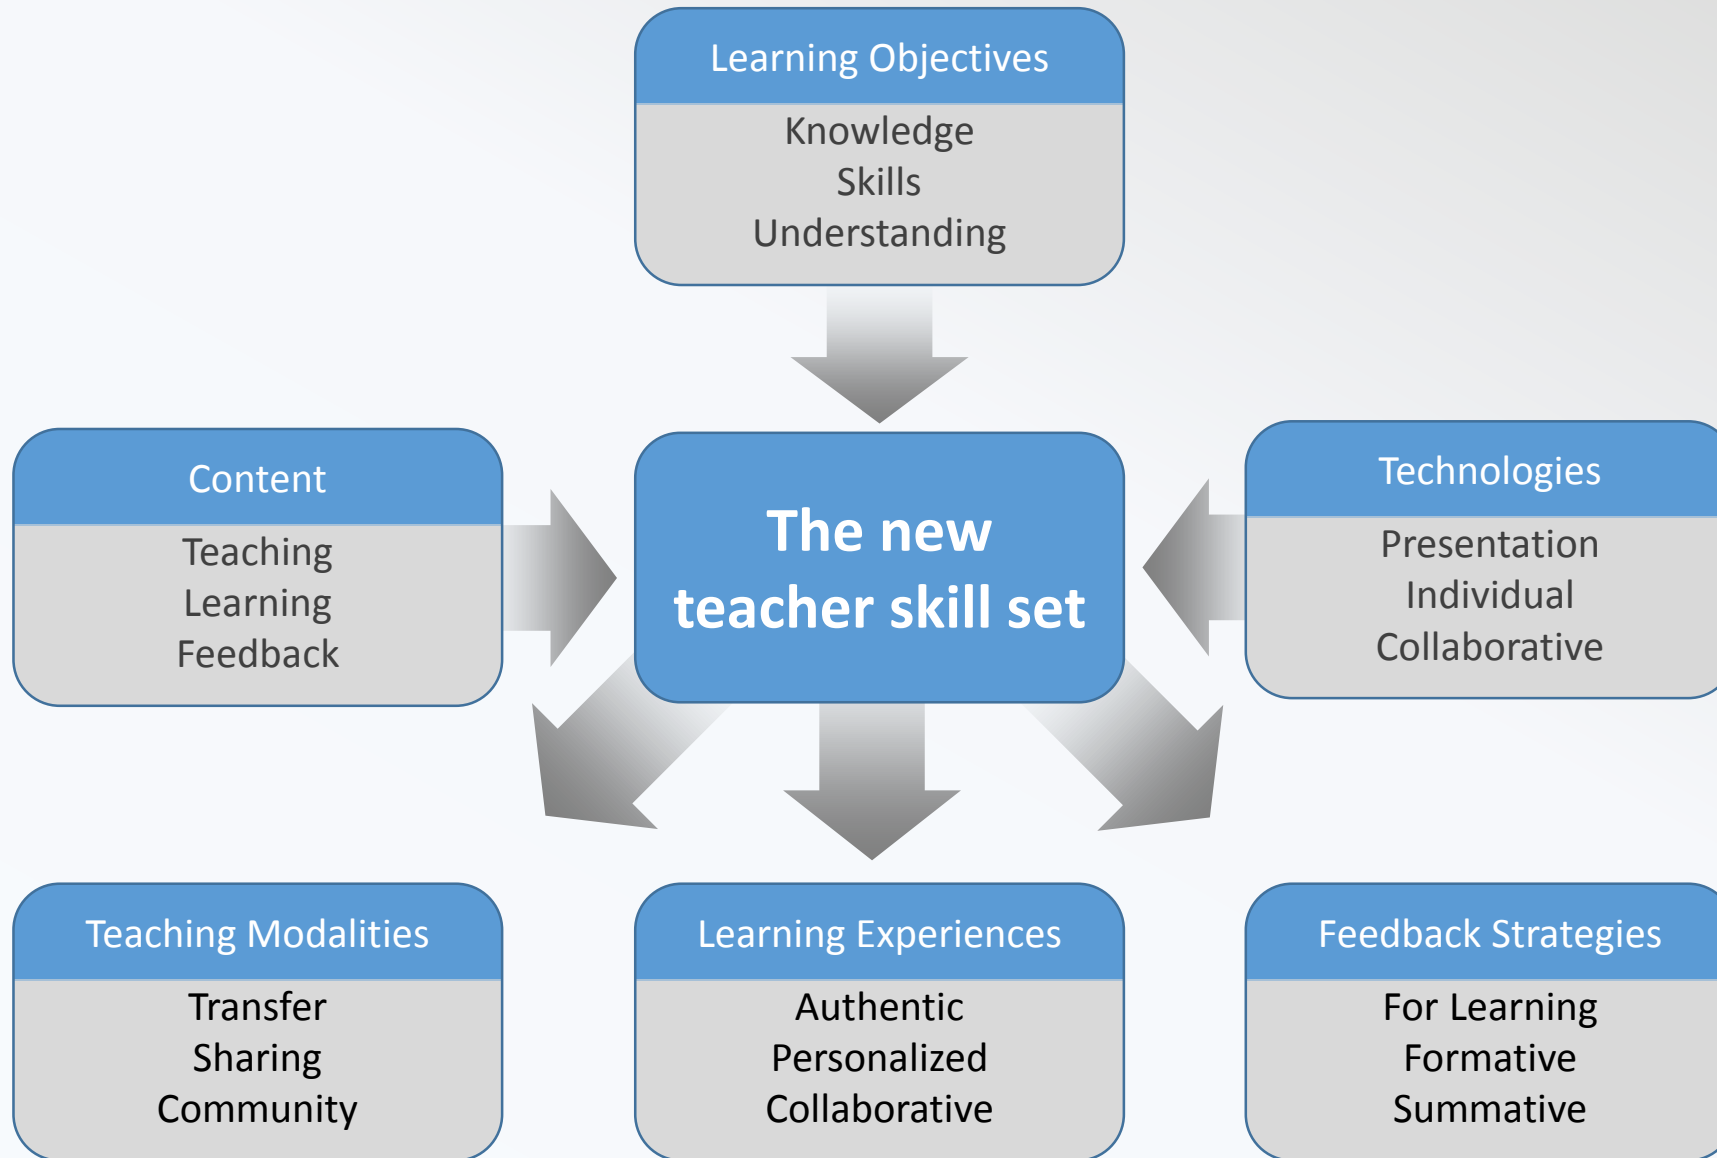 Learning Objectives
Knowledge
Skills
Understanding
Content
Teaching
Learning
Feedback
The new
teacher skill set
Technologies
Presentation
Individual
Collaborative
Teaching Modalities
Transfer
Sharing
Community
Learning Experiences
Authentic
Personalized
Collaborative
Feedback Strategies
For Learning
Formative
Summative